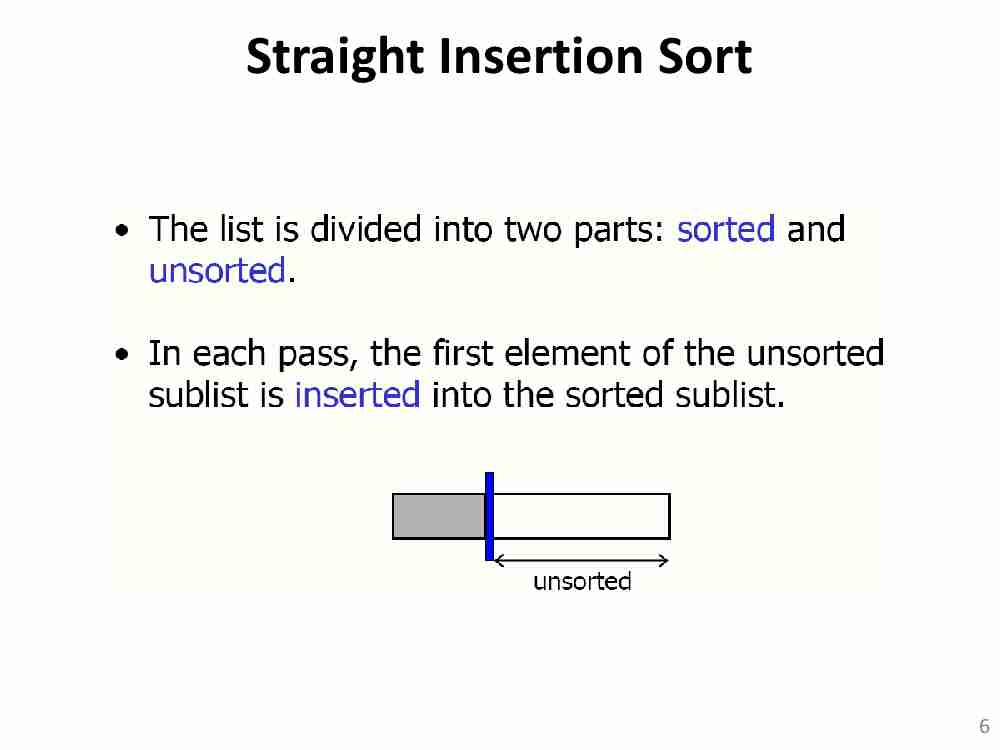 Straight Insertion Sort
• The list is divided into two parts: sorted and
unsorted.
• In each pass, the first element of the unsorted
sublist is inserted into the sorted sublist.
unsorted
6